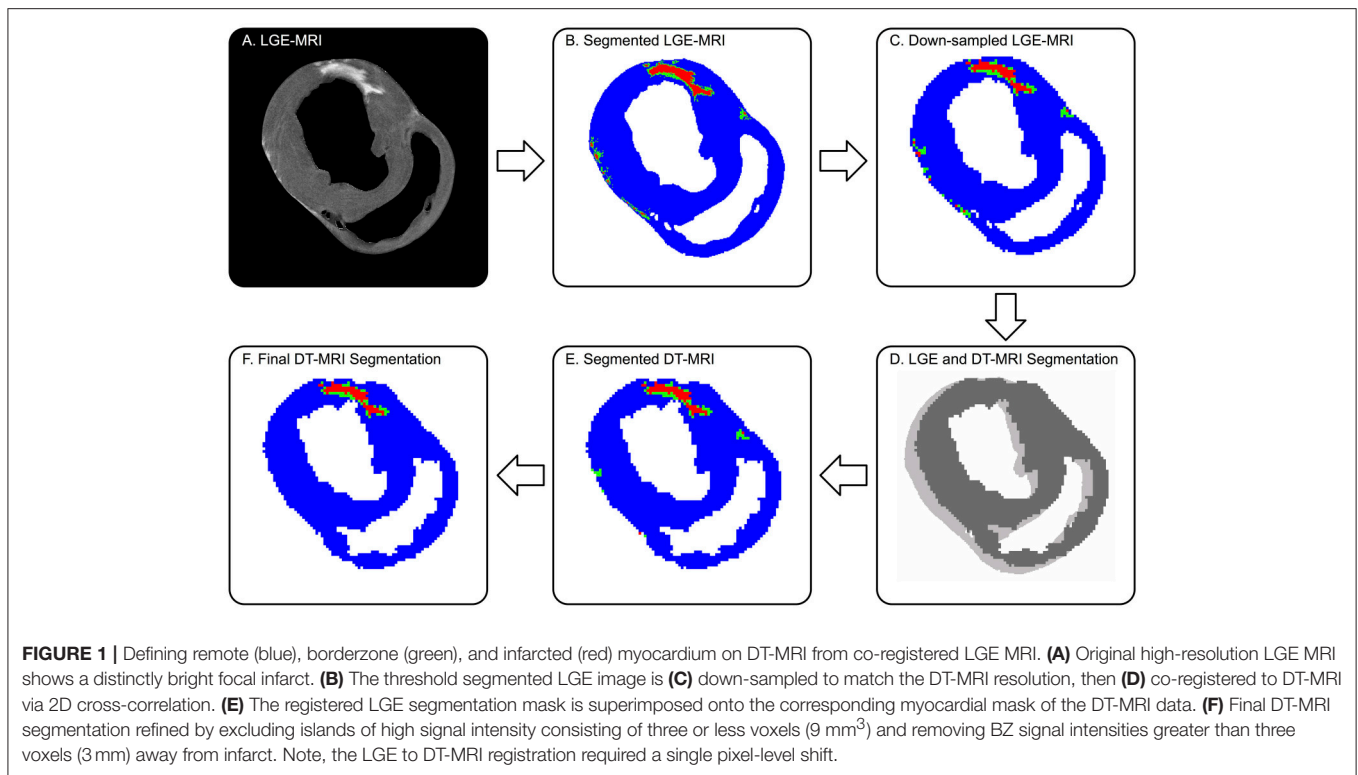 A. LGE-MRI
B. Segmented LGE-MRI
C. Down-sampled LGE-MRI
F. Final DT-MRI Segmentation
E. Segmented DT-MRI
D. LGE and DT-MRI Segmentation
FIGURE 1 | Defining remote (blue), borderzone (green), and infarcted (red) myocardium on DT-MRI from co-registered LGE MRI. (A) Original high-resolution LGE MRI
shows a distinctly bright focal infarct. (B) The threshold segmented LGE image is (C) down-sampled to match the DT-MRI resolution, then (D) co-registered to DT-MRI
via 2D cross-correlation. (E) The registered LGE segmentation mask is superimposed onto the corresponding myocardial mask of the DT-MRI data. (F) Final DT-MRI
segmentation refined by excluding islands of high signal intensity consisting of three or less voxels (9 mm³) and removing BZ signal intensities greater than three
voxels (3 mm) away from infarct. Note, the LGE to DT-MRI registration required a single pixel-level shift.